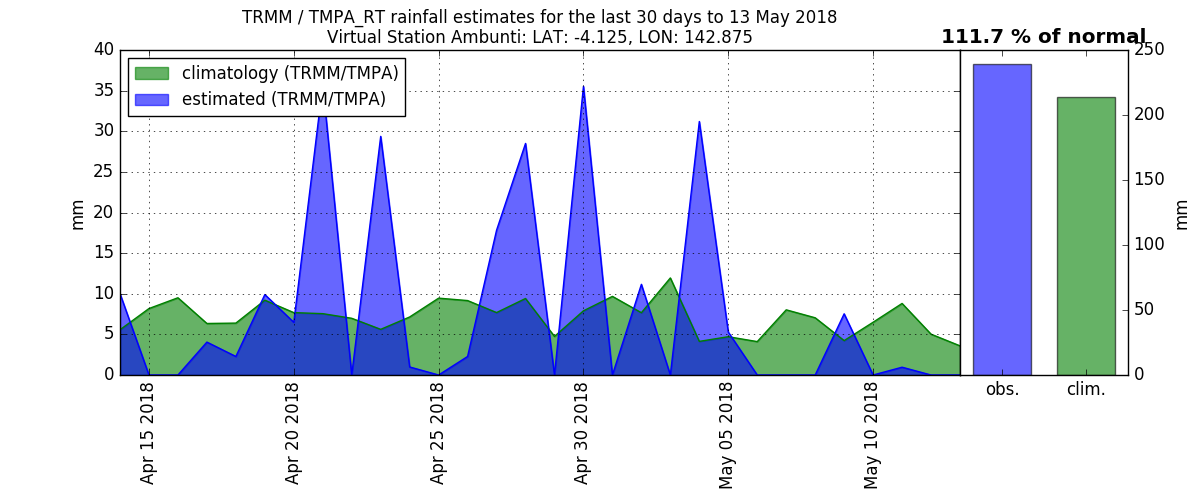 TRMM / TMPA_RT rainfall estimates for the last 30 days to 13 May 2018
Virtual Station Ambunti: LAT: -4.125, LON: 142.875
111.7 % of normal
climatology (TRMM/TMPA)
estimated (TRMM/TMPA)
40
35
30
25
20
15
10
5
0
mm
Apr 15 2018
Apr 20 2018
Apr 25 2018
Apr 30 2018
May 05 2018
May 10 2018
250
200
150
100
50
0
mm
obs.
clim.